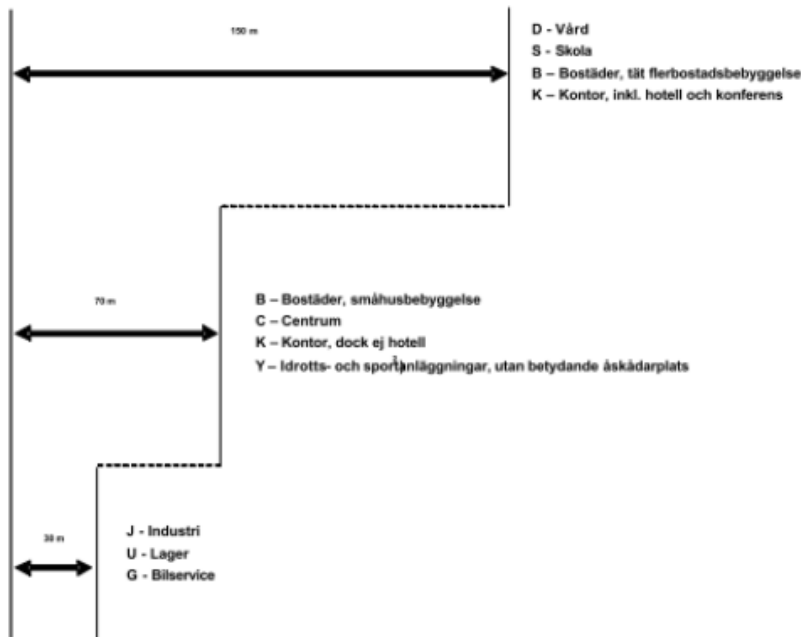 150 m
D - Vård
S - Skola
B – Bostäder, tät flerbostadsbebyggelse
K – Kontor, inkl. hotell och konferens
70 m
B – Bostäder, småhusbebyggelse
C – Centrum
K – Kontor, dock ej hotell
Y – Idrotts- och sportanläggningar, utan betydande åskådarplats
30 m
J - Industri
U - Lager
G - Bilservice